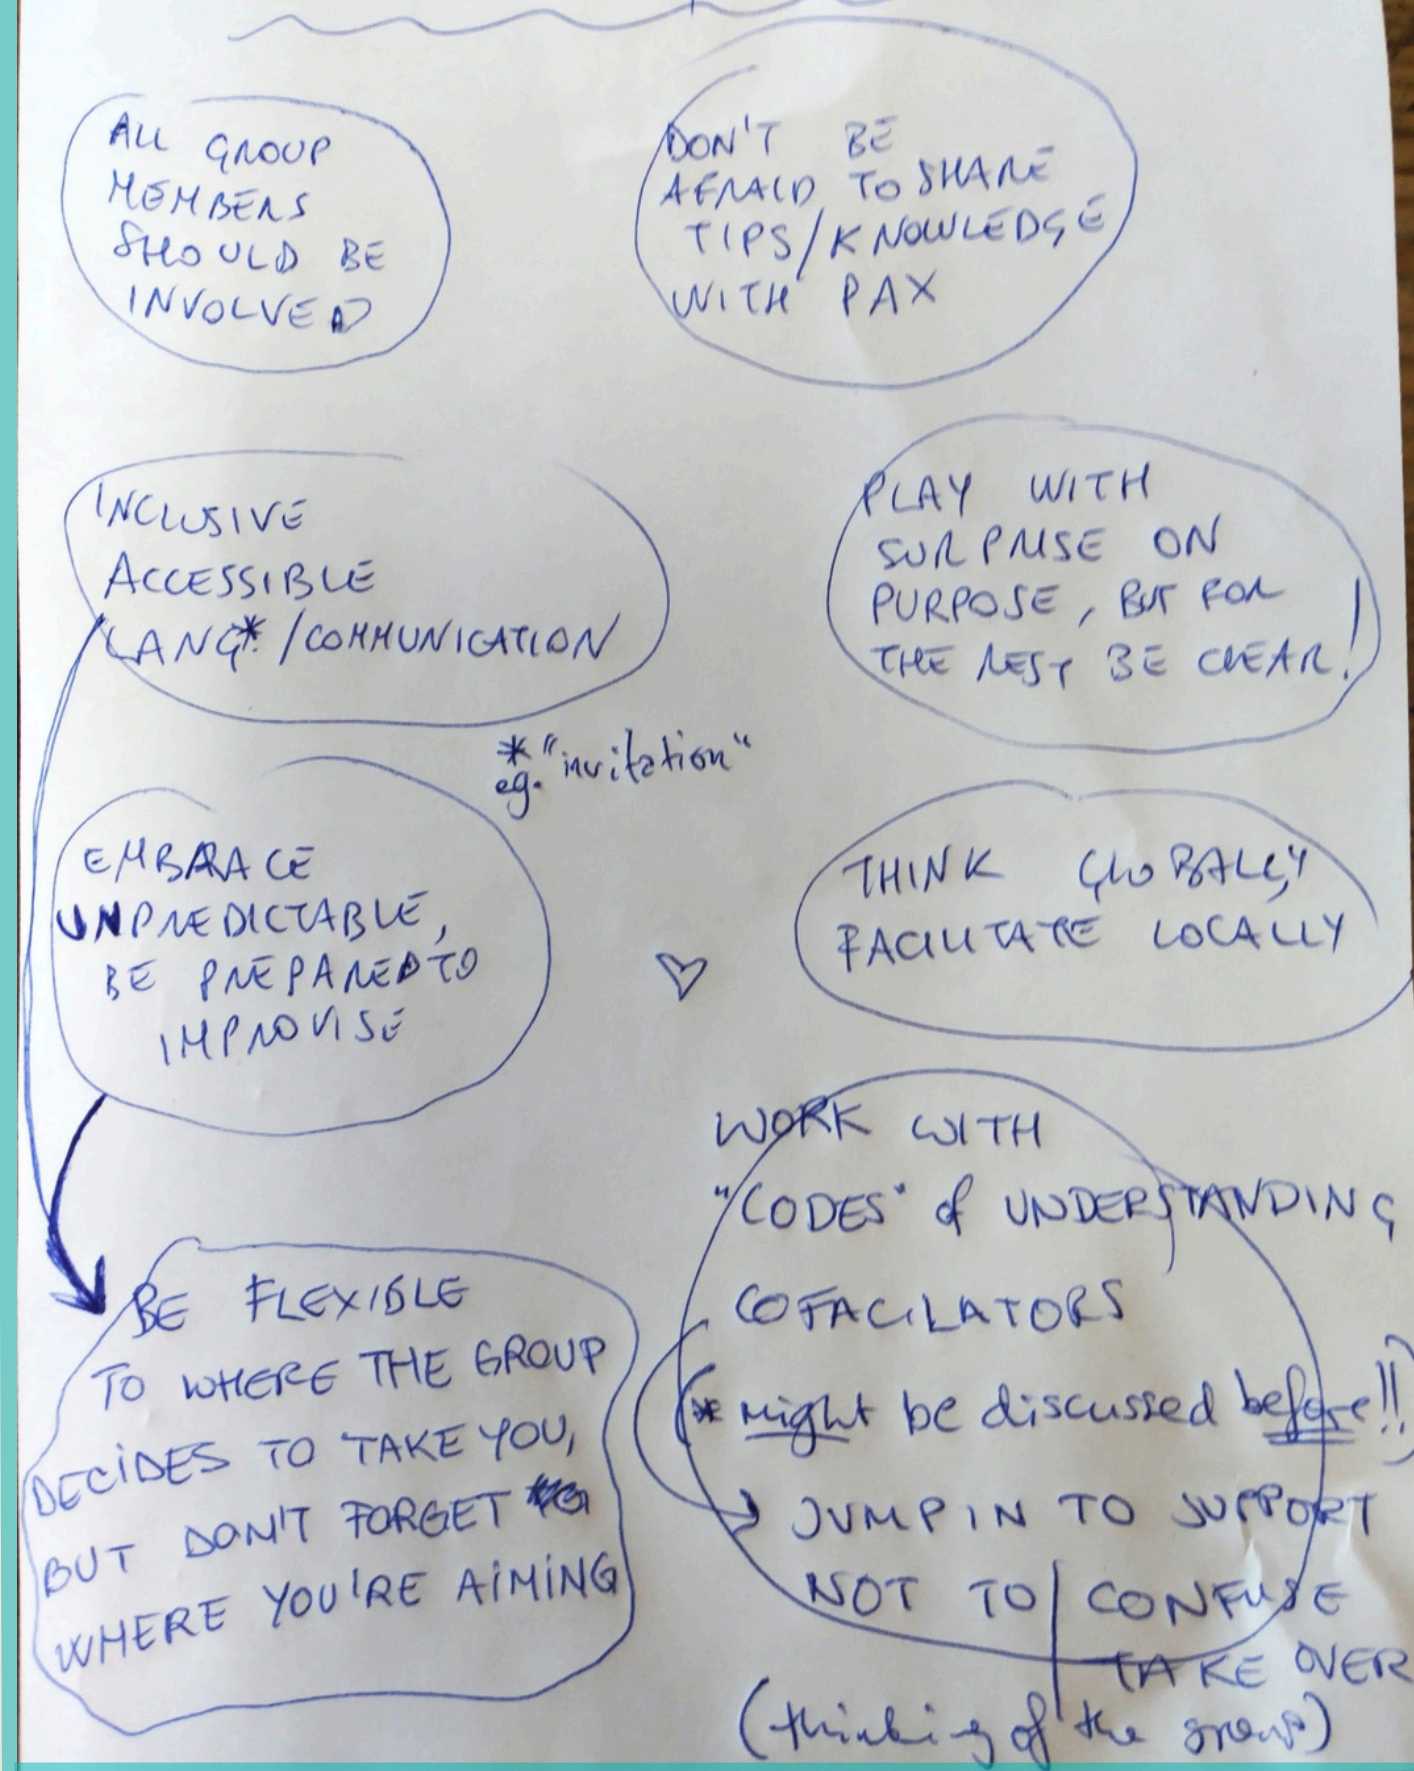 ALL GROUP
MEMBERS
SHOULD BE
INVOLVED
DON'T BE
AFRAID TO SHARE
TIPS/KNOWLEDGE
WITH PAX
INCLUSIVE
ACCESSIBLE
LANG* /COMMUNICATION
* "invitation"
eg.
PLAY WITH
SURPRISE ON
PURPOSE, BUT FOR
THE REST BE CLEAR!
EMBRACE
UNPREDICTABLE,
BE PREPARED TO
IMPROVISE
THINK GLOBALLY
FACILITATE LOCALLY
BE FLEXIBLE
TO WHERE THE GROUP
DECIDES TO TAKE YOU,
BUT DON'T FORGET
WHERE YOU'RE AIMING
WORK WITH
"CODES" of UNDERSTANDING
COFACILATORS
(* might be discussed before!!)
JUMP IN TO SUPPORT
NOT TO | CONFUSE
TAKE OVER
(thinking of the group)